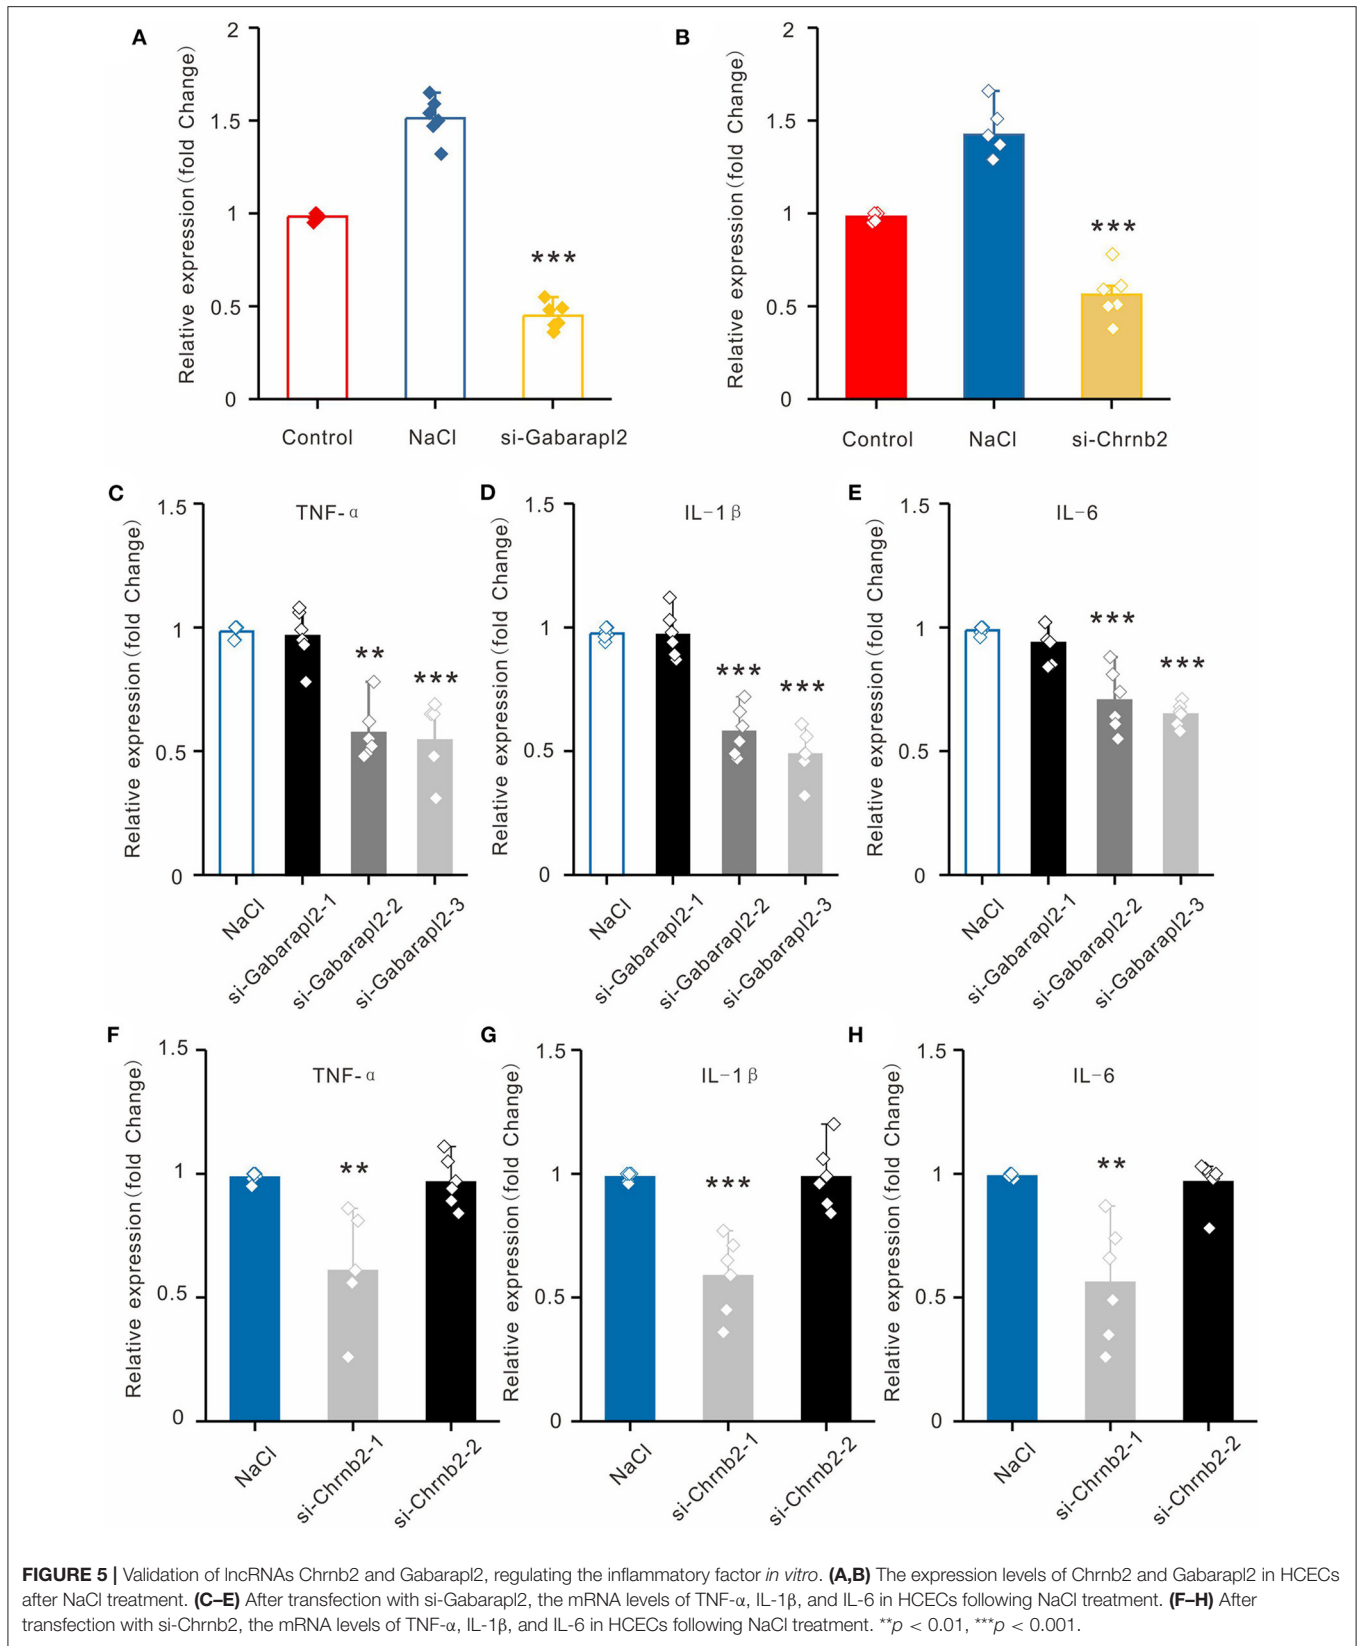 A
B
2
1.5
1
0.5
0
Relative expression(fold Change)
***
Control
NaCl
si-Gabarapl2
2
1.5
1
0.5
0
Relative expression(fold Change)
***
Control
NaCl
si-Chrnb2
C
TNF-α
1.5
1
0.5
0
Relative expression(fold Change)
**
***
NaCl
si-Gabarapl2-1
si-Gabarapl2-2
si-Gabarapl2-3
D
IL-1β
1.5
1
0.5
0
Relative expression(fold Change)
***
***
NaCl
si-Gabarapl2-1
si-Gabarapl2-2
si-Gabarapl2-3
E
IL-6
1.5
1
0.5
0
Relative expression(fold Change)
***
***
NaCl
si-Gabarapl2-1
si-Gabarapl2-2
si-Gabarapl2-3
F
TNF-α
1.5
1
0.5
0
Relative expression(fold Change)
**
NaCl
si-Chrnb2-1
si-Chrnb2-2
G
IL-1β
1.5
1
0.5
0
Relative expression(fold Change)
***
NaCl
si-Chrnb2-1
si-Chrnb2-2
H
IL-6
1.5
1
0.5
0
Relative expression(fold Change)
**
NaCl
si-Chrnb2-1
si-Chrnb2-2
FIGURE 5 | Validation of lncRNAs Chrnb2 and Gabarapl2, regulating the inflammatory factor in vitro. (A,B) The expression levels of Chrnb2 and Gabarapl2 in HCECs
after NaCl treatment. (C–E) After transfection with si-Gabarapl2, the mRNA levels of TNF-α, IL-1β, and IL-6 in HCECs following NaCl treatment. (F–H) After
transfection with si-Chrnb2, the mRNA levels of TNF-α, IL-1β, and IL-6 in HCECs following NaCl treatment. **p < 0.01, ***p < 0.001.